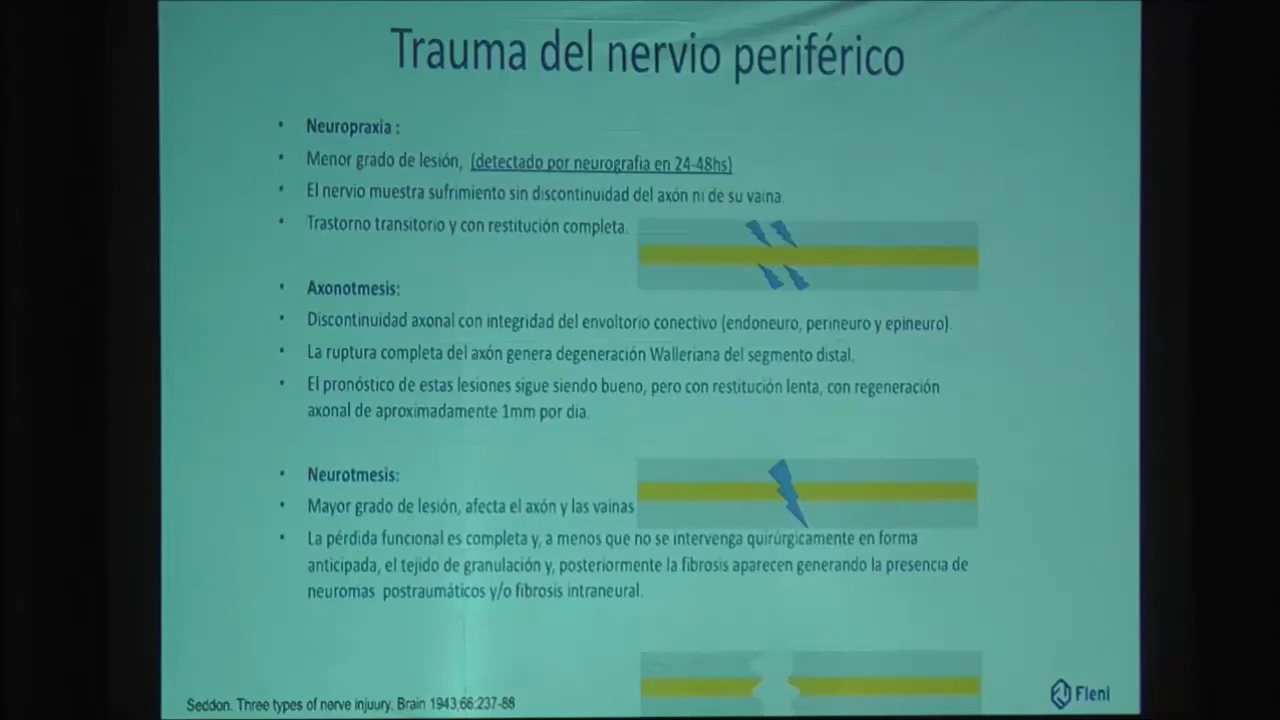 Trauma del nervio periférico
• Neuropraxia :
• Menor grado de lesión, (detectado por neurografia en 24-48hs)
• El nervio muestra sufrimiento sin discontinuidad del axón ni de su vaina.
• Trastorno transitorio y con restitución completa.
• Axonotmesis:
• Discontinuidad axonal con integridad del envoltorio conectivo (endoneuro, perineuro y epineuro).
• La ruptura completa del axón genera degeneración Walleriana del segmento distal.
• El pronóstico de estas lesiones sigue siendo bueno, pero con restitución lenta, con regeneración
axonal de aproximadamente 1mm por dia.
• Neurotmesis:
• Mayor grado de lesión, afecta el axón y las vainas
• La pérdida funcional es completa y, a menos que no se intervenga quirúrgicamente en forma
anticipada, el tejido de granulación y, posteriormente la fibrosis aparecen generando la presencia de
neuromas postraumáticos y/o fibrosis intraneural.
Seddon. Three types of nerve injuury. Brain 1943;66:237-88
Fleni